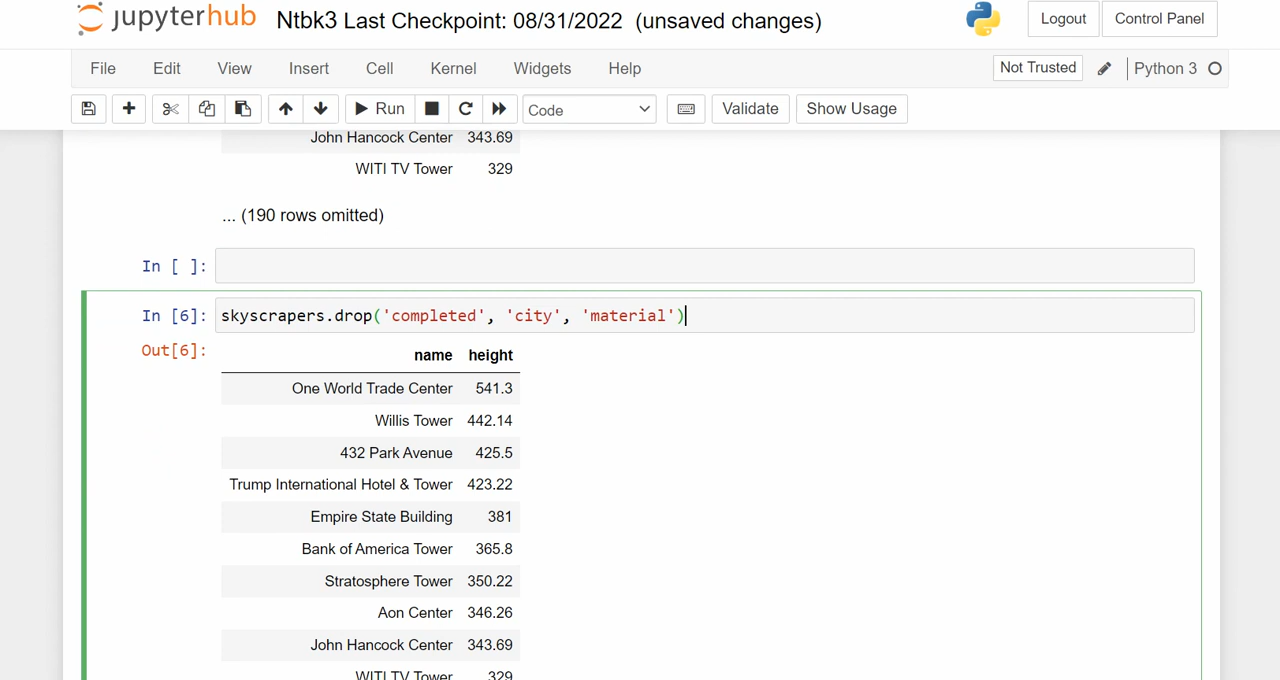 jupyterhub Ntbk3 Last Checkpoint: 08/31/2022 (unsaved changes) Logout Control Panel
File Edit View Insert Cell Kernel Widgets Help Not Trusted Python 3
Run Code Validate Show Usage
John Hancock Center 343.69
WITI TV Tower 329
... (190 rows omitted)
In [ ]:
In [6]: skyscrapers.drop('completed', 'city', 'material')
Out[6]:
name height
One World Trade Center 541.3
Willis Tower 442.14
432 Park Avenue 425.5
Trump International Hotel & Tower 423.22
Empire State Building 381
Bank of America Tower 365.8
Stratosphere Tower 350.22
Aon Center 346.26
John Hancock Center 343.69
WITI TV Tower 329